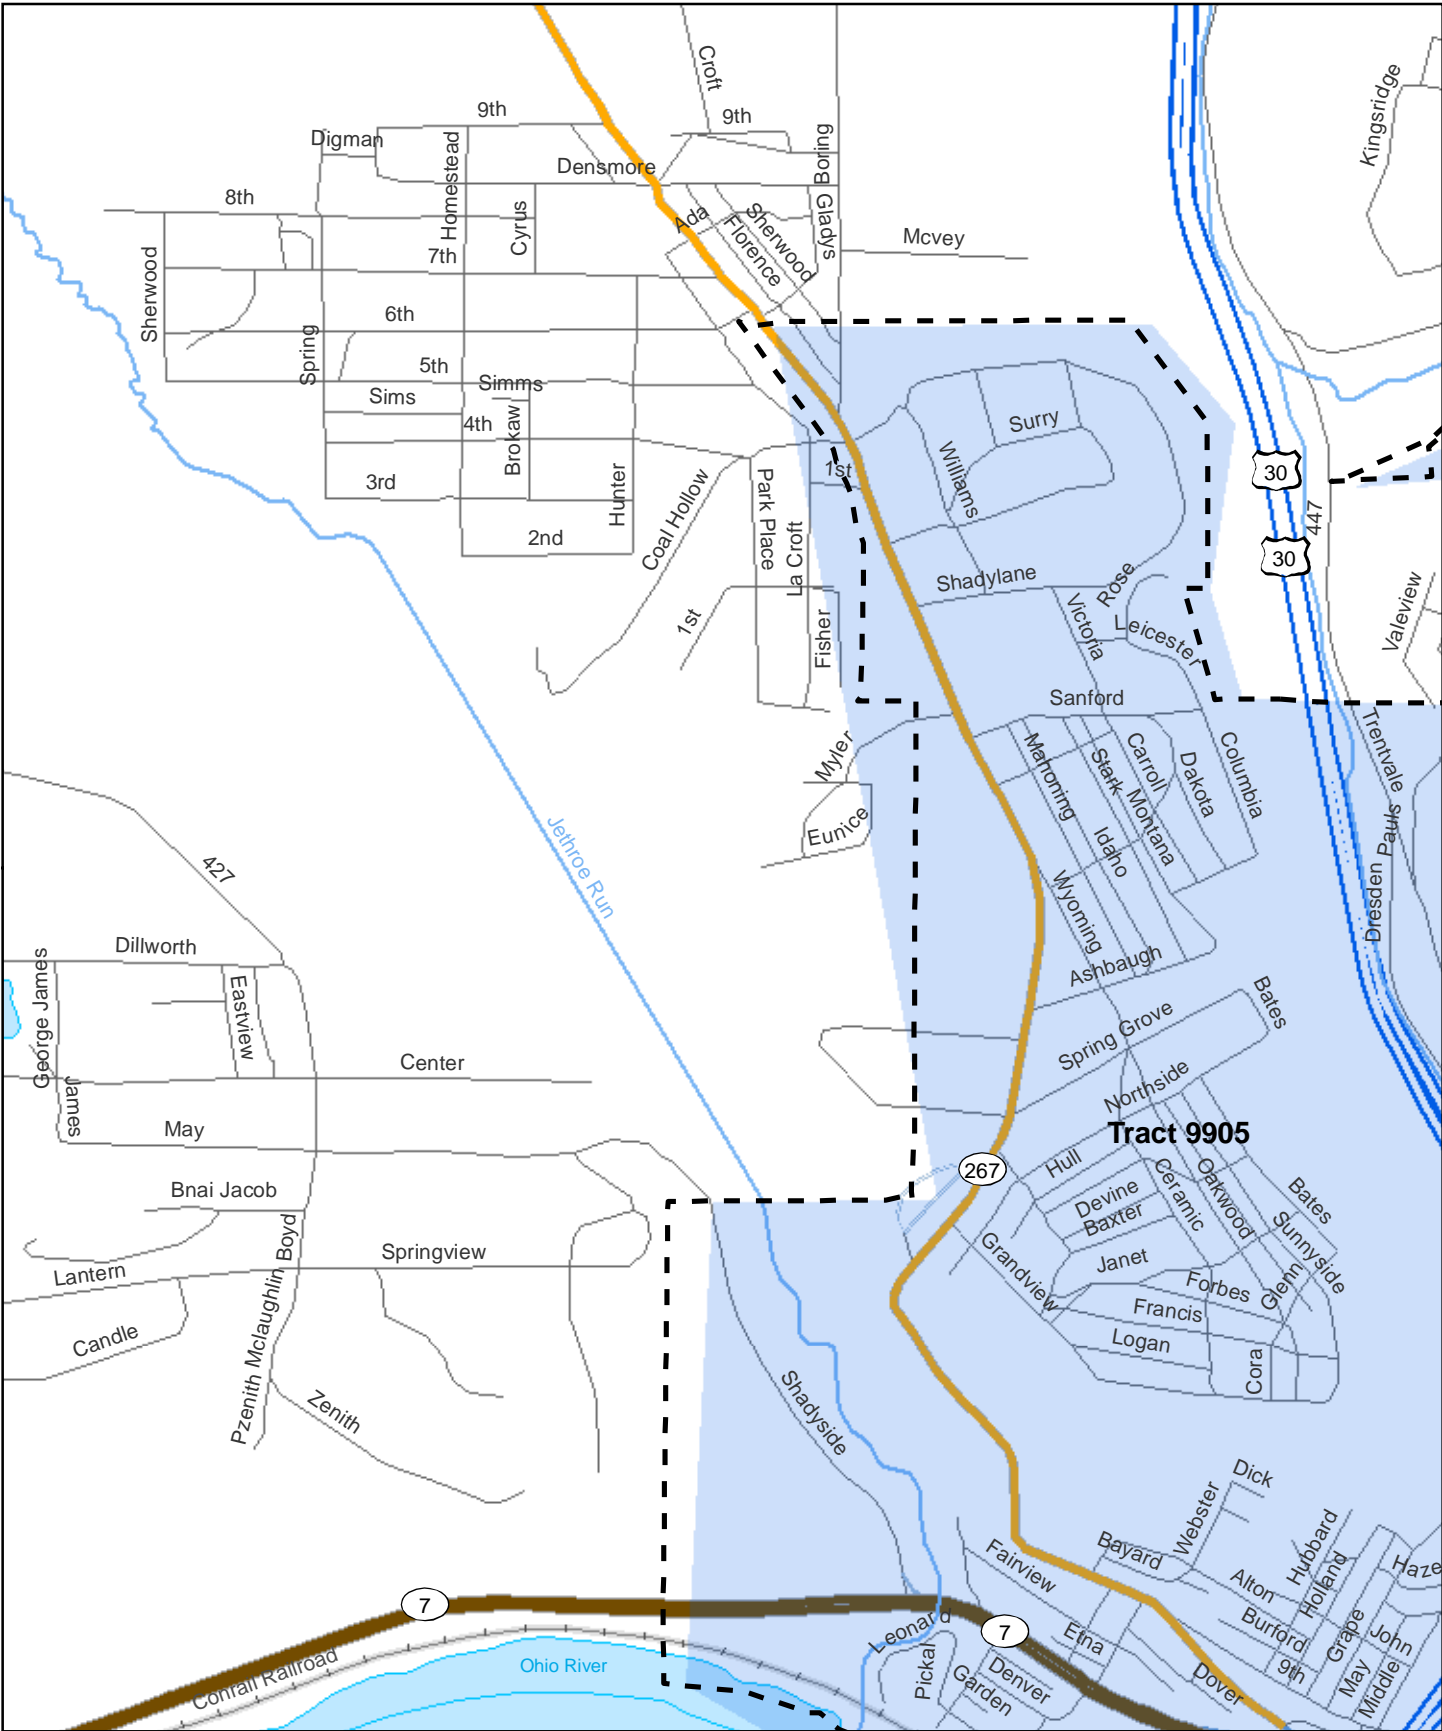 Croft
Kingsridge
9th
9th
Digman
Homestead
Densmore
Boring
8th
Cyrus
Ada
Sherwood
Florence
Gladys
Mcvey
7th
Sherwood
6th
Spring
5th
Simms
Sims
4th
Brokaw
Surry
Williams
1st
30
3rd
Hunter
Coal Hollow
Park Place
447
2nd
La Croft
30
Shadylane
Rose
Victoria
Leicester
1st
Fisher
Valeview
Sanford
Myler
Mahoning
Stark
Carroll
Dakota
Columbia
Trentvale
Montana
Pauls
Eunice
Idaho
Jethroe Run
427
Wyoming
Dresden
Dillworth
Ashbaugh
George James
Eastview
Bates
Spring Grove
Center
Northside
James
May
Tract 9905
267
Hull
Bnai Jacob
Devine
Ceramic
Oakwood
Bates
Baxter
Boyd
Sunnyside
Springview
Grandview
Janet
Lantern
Forbes
Glenn
Francis
Candle
Logan
Pzenith Mclaughlin
Cora
Zenith
Shadyside
Dick
Webster
Hubbard
Bayard
Fairview
Haze
Alton
Holland
7
Leonard
7
Etna
Burford
Grape
John
Conrail Railroad
Ohio River
Pickal
Denver
Garden
9th
Dover
May
Middle